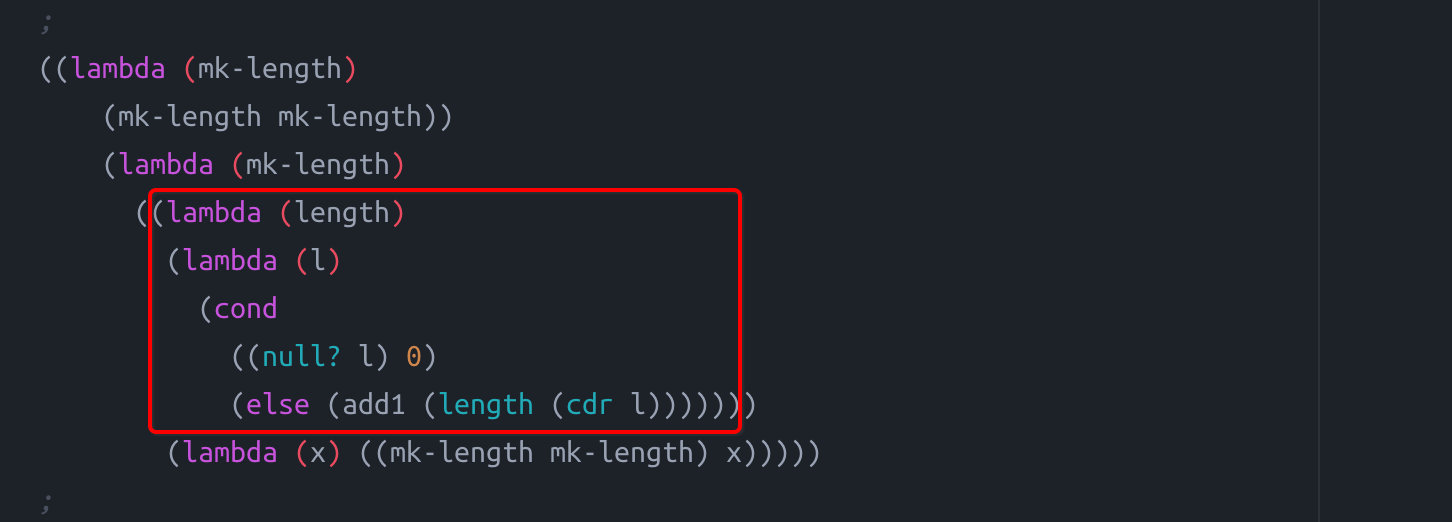 ;
((lambda (mk-length)
    (mk-length mk-length))
    (lambda (mk-length)
      ((lambda (length)
        (lambda (l)
          (cond
            ((null? l) 0)
            (else (add1 (length (cdr l)))))))
        (lambda (x) ((mk-length mk-length) x)))))
;